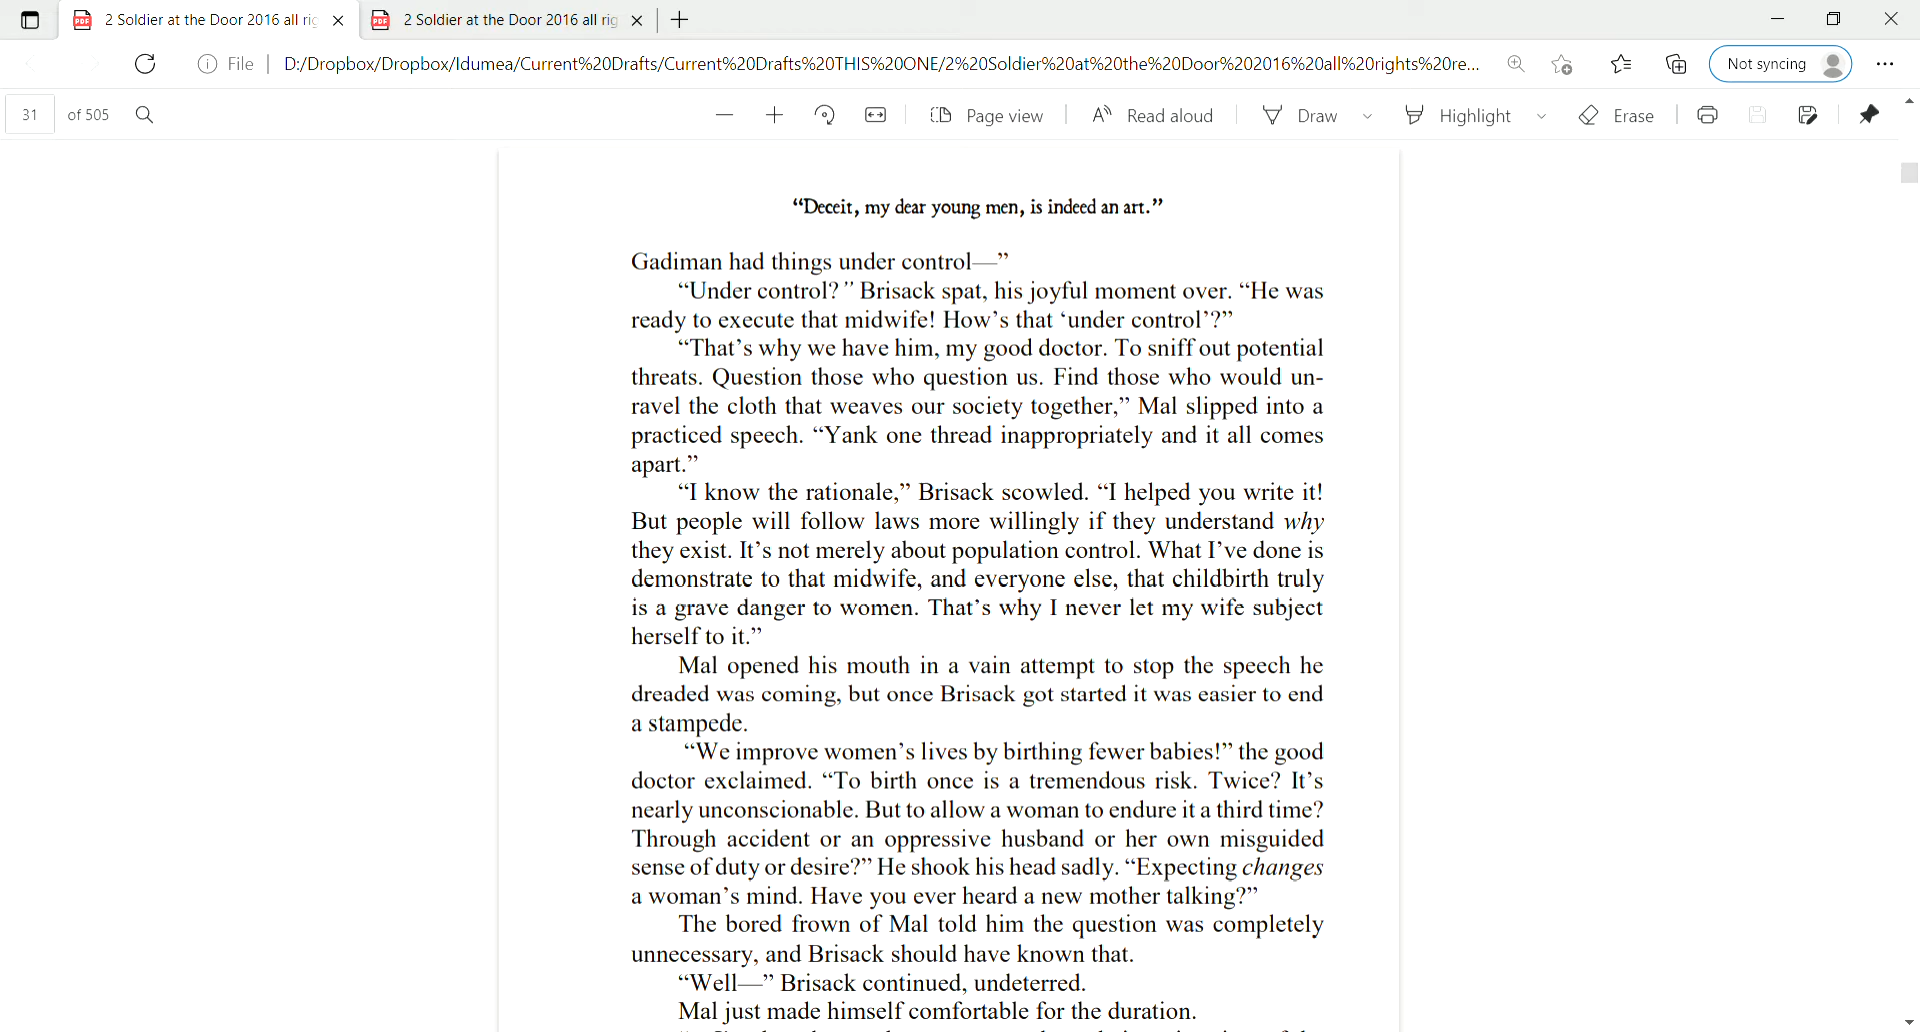 2 Soldier at the Door 2016 all rig
2 Soldier at the Door 2016 all rig
File
D:/Dropbox/Dropbox/Idumea/Current%20Drafts/Current%20Drafts%20THIS%20ONE/2%20Soldier%20at%20the%20Door%202016%20all%20rights%20re...
Not syncing
31 of 505
Page view
Read aloud
Draw
Highlight
Erase
“Deceit, my dear young men, is indeed an art.”
Gadiman had things under control—”
“Under control?” Brisack spat, his joyful moment over. “He was
ready to execute that midwife! How’s that ‘under control’?”
“That’s why we have him, my good doctor. To sniff out potential
threats. Question those who question us. Find those who would un-
ravel the cloth that weaves our society together,” Mal slipped into a
practiced speech. “Yank one thread inappropriately and it all comes
apart.”
“I know the rationale,” Brisack scowled. “I helped you write it!
But people will follow laws more willingly if they understand why
they exist. It’s not merely about population control. What I’ve done is
demonstrate to that midwife, and everyone else, that childbirth truly
is a grave danger to women. That’s why I never let my wife subject
herself to it.”
Mal opened his mouth in a vain attempt to stop the speech he
dreaded was coming, but once Brisack got started it was easier to end
a stampede.
“We improve women’s lives by birthing fewer babies!” the good
doctor exclaimed. “To birth once is a tremendous risk. Twice? It’s
nearly unconscionable. But to allow a woman to endure it a third time?
Through accident or an oppressive husband or her own misguided
sense of duty or desire?” He shook his head sadly. “Expecting changes
a woman’s mind. Have you ever heard a new mother talking?”
The bored frown of Mal told him the question was completely
unnecessary, and Brisack should have known that.
“Well—” Brisack continued, undeterred.
Mal just made himself comfortable for the duration.